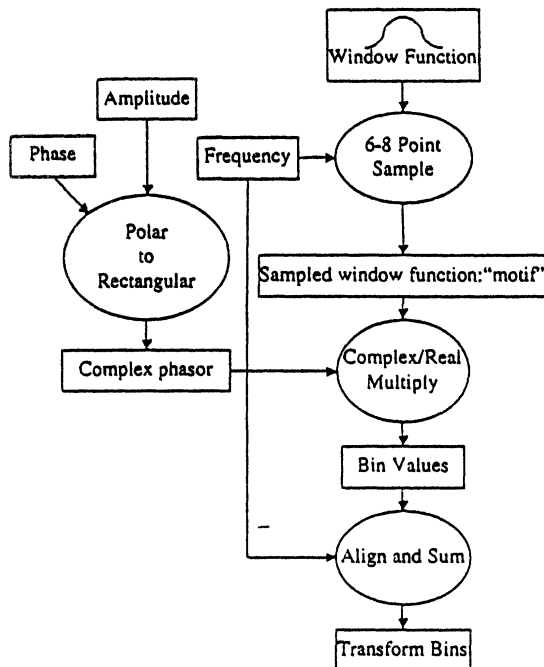 Window Function
Amplitude
Phase
Frequency
6-8 Point
Sample
Polar
to
Rectangular
Sampled window function:"motif"
Complex phasor
Complex/Real
Multiply
Bin Values
Align and Sum
Transform Bins